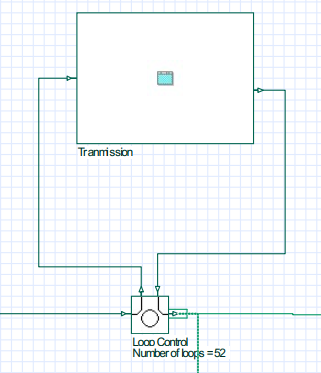 Tranmission
Loop Control
Number of loops = 52